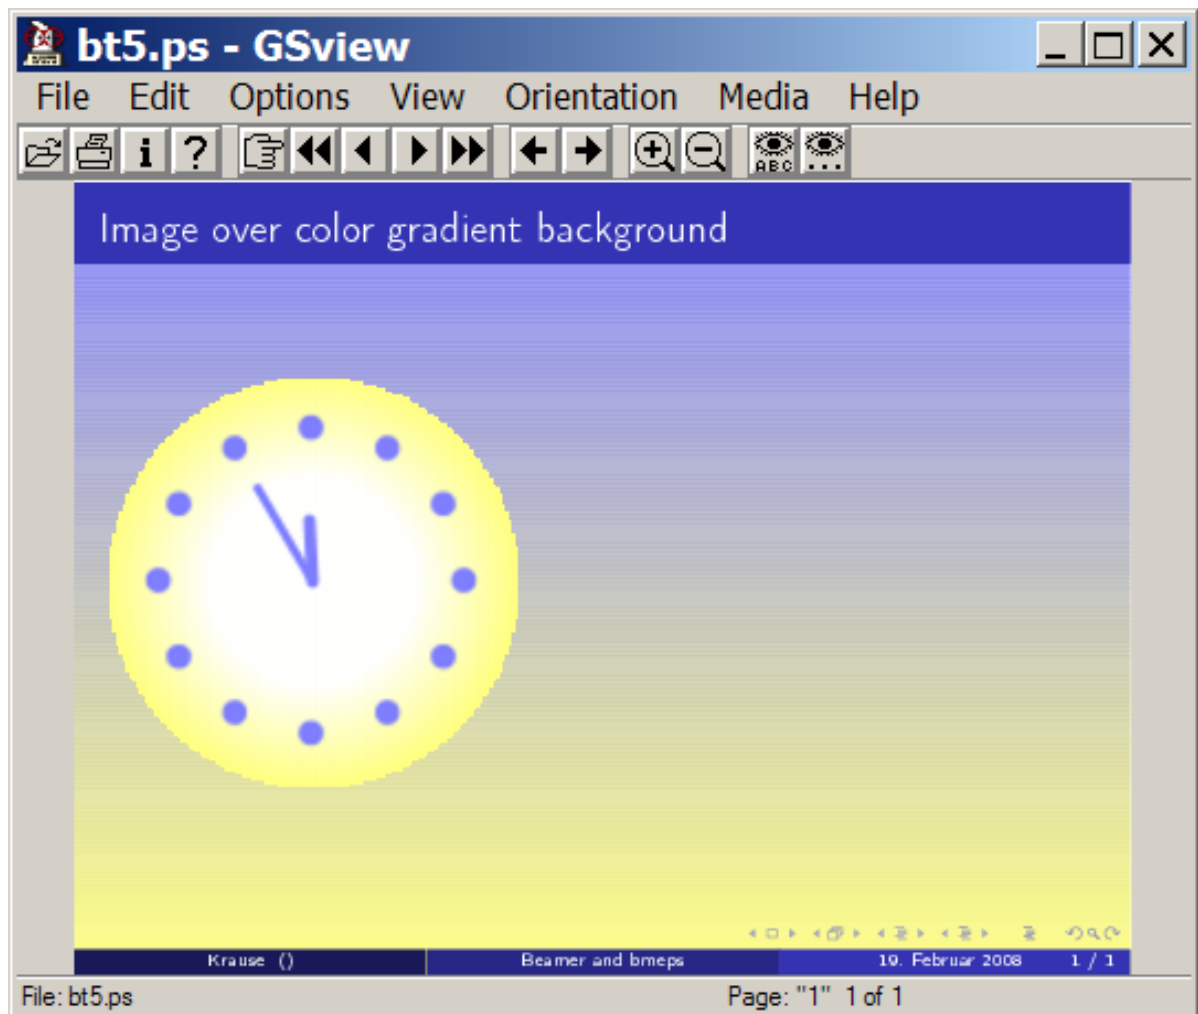 bt5.ps - GSview
File Edit Options View Orientation Media Help
i ? ABC ...
Image over color gradient background
Krause () Beamer and bmeps 19. Februar 2008 1 / 1
File: bt5.ps Page: "1" 1 of 1